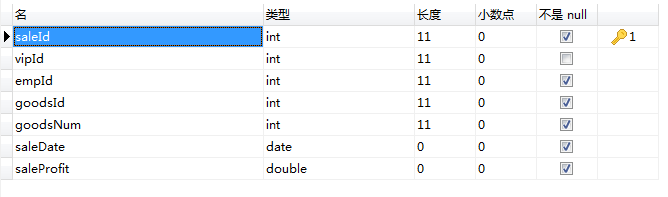 名 类型 长度 小数点 不是 null
saleId int 11 0 1
vipId int 11 0
empId int 11 0
goodsId int 11 0
goodsNum int 11 0
saleDate date 0 0
saleProfit double 0 0